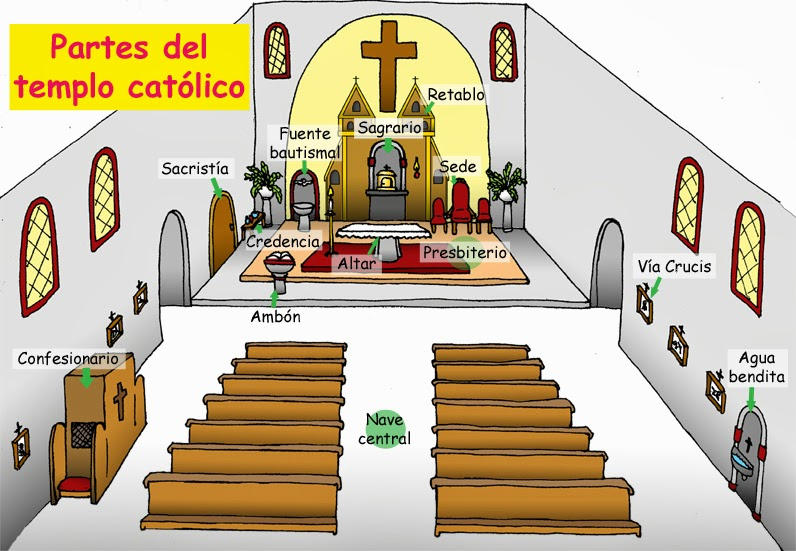 Partes del
templo católico
Retablo
Fuente
bautismal
Sagrario
Sacristía
Sede
Credencia
Altar
Presbiterio
Vía Crucis
Ambón
Confesionario
Agua
bendita
Nave
central